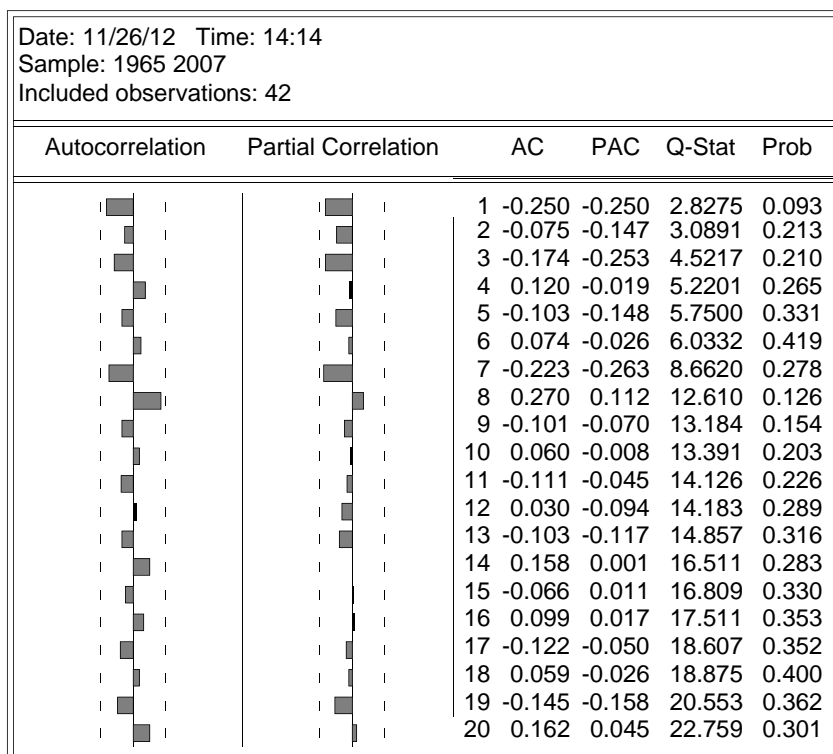 Date: 11/26/12 Time: 14:14
Sample: 1965 2007
Included observations: 42
Autocorrelation Partial Correlation AC PAC Q-Stat Prob
1 -0.250 -0.250 2.8275 0.093
2 -0.075 -0.147 3.0891 0.213
3 -0.174 -0.253 4.5217 0.210
4 0.120 -0.019 5.2201 0.265
5 -0.103 -0.148 5.7500 0.331
6 0.074 -0.026 6.0332 0.419
7 -0.223 -0.263 8.6620 0.278
8 0.270 0.112 12.610 0.126
9 -0.101 -0.070 13.184 0.154
10 0.060 -0.008 13.391 0.203
11 -0.111 -0.045 14.126 0.226
12 0.030 -0.094 14.183 0.289
13 -0.103 -0.117 14.857 0.316
14 0.158 0.001 16.511 0.283
15 -0.066 0.011 16.809 0.330
16 0.099 0.017 17.511 0.353
17 -0.122 -0.050 18.607 0.352
18 0.059 -0.026 18.875 0.400
19 -0.145 -0.158 20.553 0.362
20 0.162 0.045 22.759 0.301